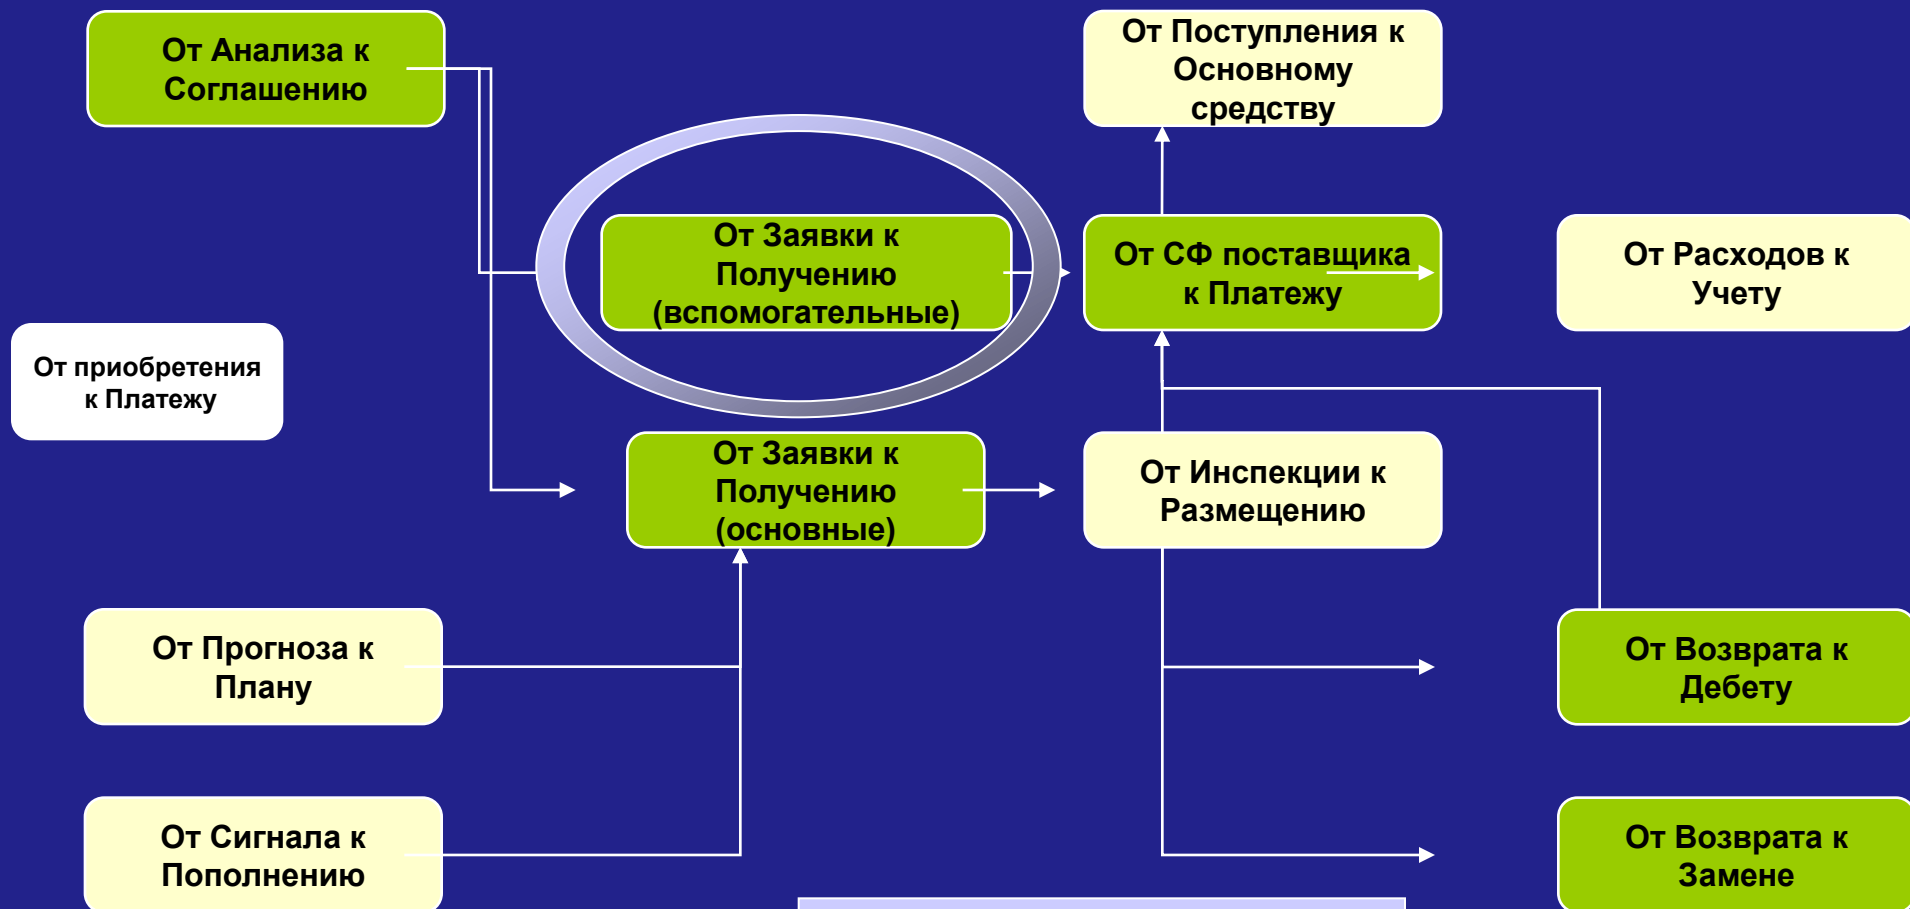 От Анализа к
Соглашению
От Поступления к
Основному
средству
От Заявки к
Получению
(вспомогательные)
От СФ поставщика
к Платежу
От Расходов к
Учету
От приобретения
к Платежу
От Заявки к
Получению
(основные)
От Инспекции к
Размещению
От Прогноза к
Плану
От Возврата к
Дебету
От Сигнала к
Пополнению
От Возврата к
Замене